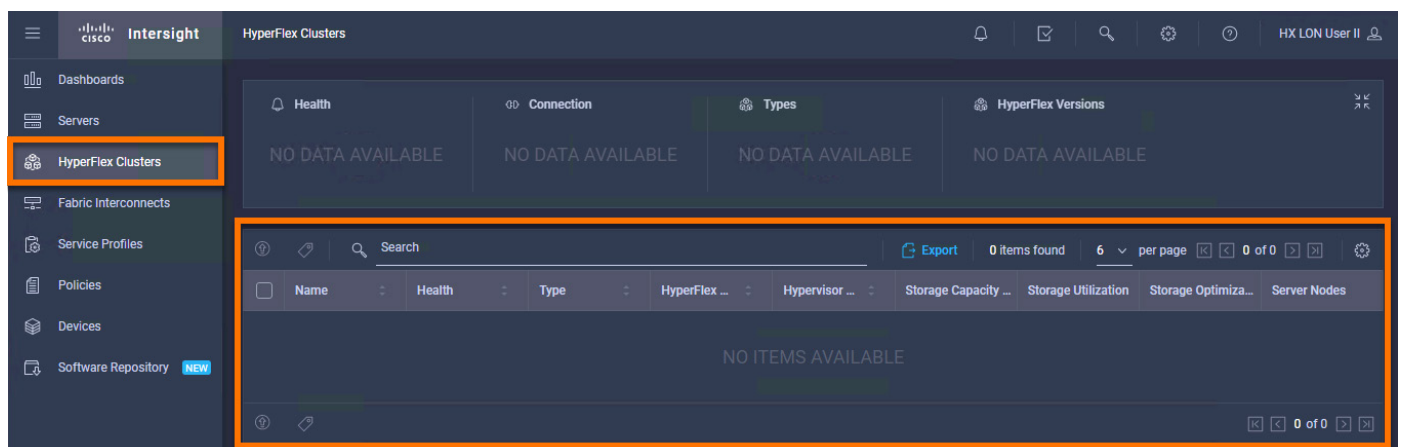 cisco Intersight
HyperFlex Clusters
HX LON User II
Dashboards
Servers
HyperFlex Clusters
Fabric Interconnects
Service Profiles
Policies
Devices
Software Repository NEW
Health Connection Types HyperFlex Versions
NO DATA AVAILABLE NO DATA AVAILABLE NO DATA AVAILABLE NO DATA AVAILABLE
Search Export 0 items found 6 per page 0 of 0
Name Health Type HyperFlex ... Hypervisor ... Storage Capacity ... Storage Utilization Storage Optimiza... Server Nodes
NO ITEMS AVAILABLE
0 of 0